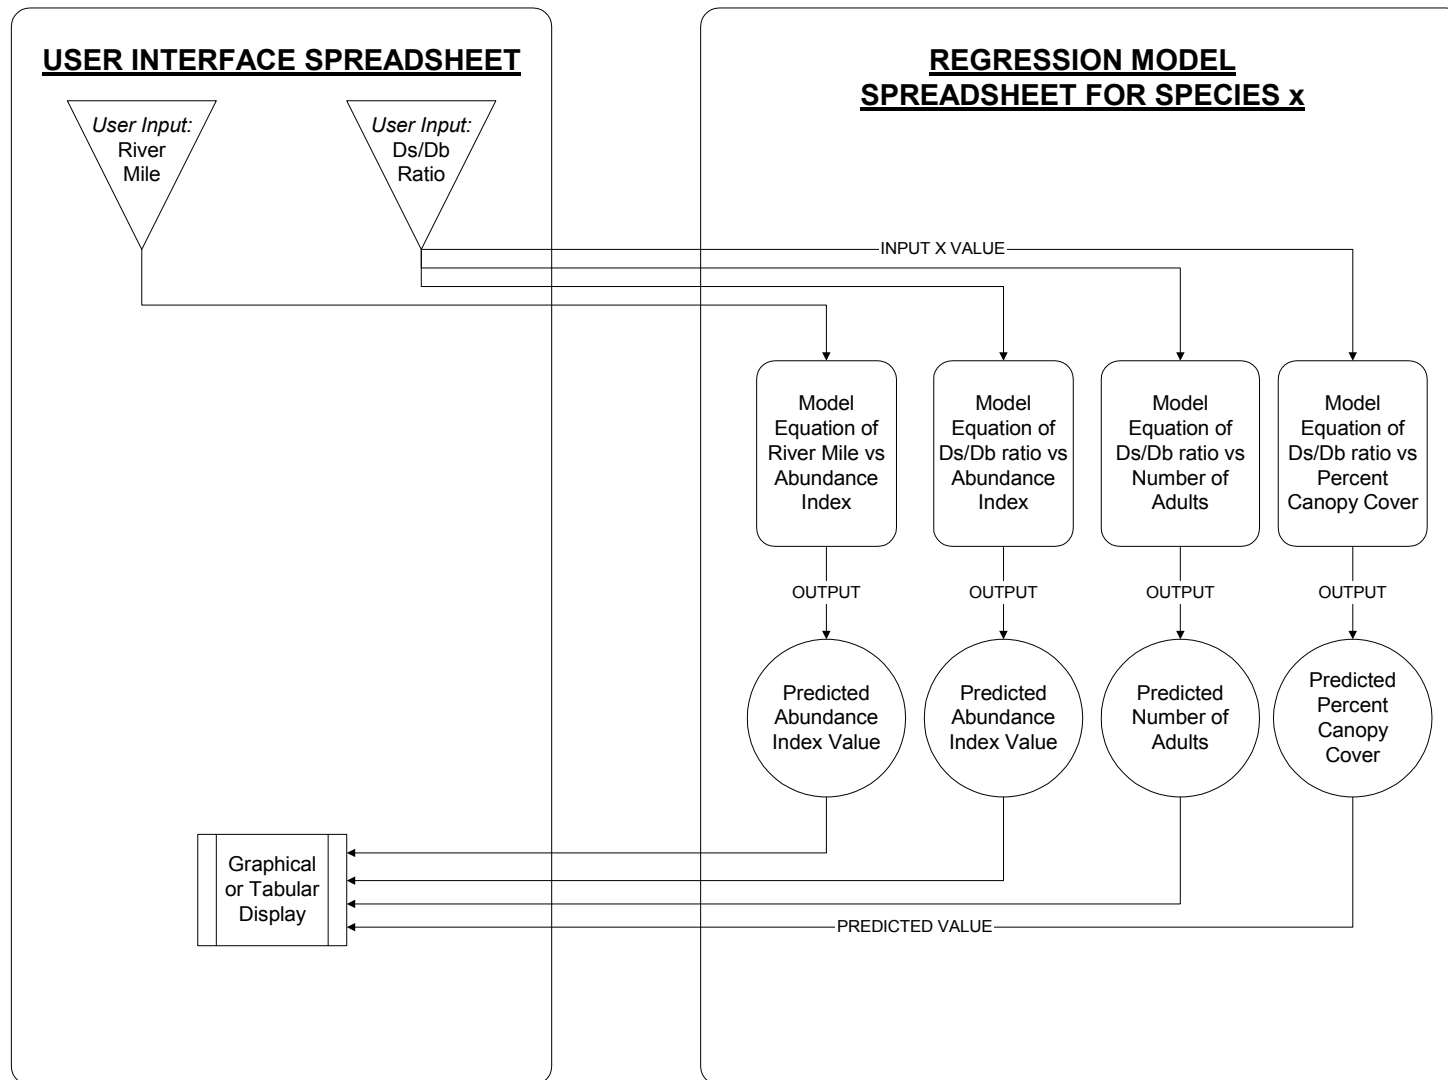 USER INTERFACE SPREADSHEET
User Input:
River
Mile
User Input:
Ds/Db
Ratio
REGRESSION MODEL
SPREADSHEET FOR SPECIES x
INPUT X VALUE
Model
Equation of
River Mile vs
Abundance
Index
Model
Equation of
Ds/Db ratio vs
Abundance
Index
Model
Equation of
Ds/Db ratio vs
Number of
Adults
Model
Equation of
Ds/Db ratio vs
Percent
Canopy Cover
OUTPUT
OUTPUT
OUTPUT
OUTPUT
Predicted
Abundance
Index Value
Predicted
Abundance
Index Value
Predicted
Number of
Adults
Predicted
Percent
Canopy
Cover
Graphical
or Tabular
Display
PREDICTED VALUE